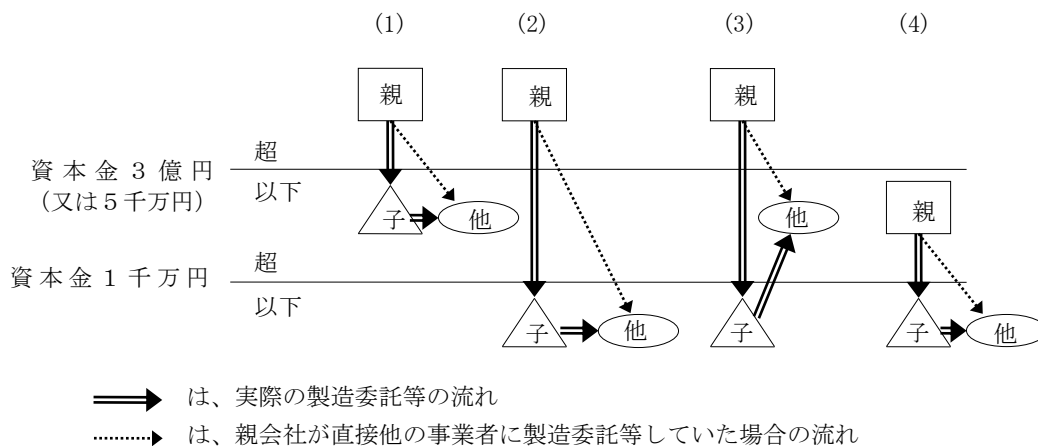 (1) (2) (3) (4)
親 親 親
資本金3億円 超
(又は5千万円) 以下
親
子 他 他
資本金1千万円 超
以下
子 他 子 子 他
は、実際の製造委託等の流れ
は、親会社が直接他の事業者に製造委託等していた場合の流れ